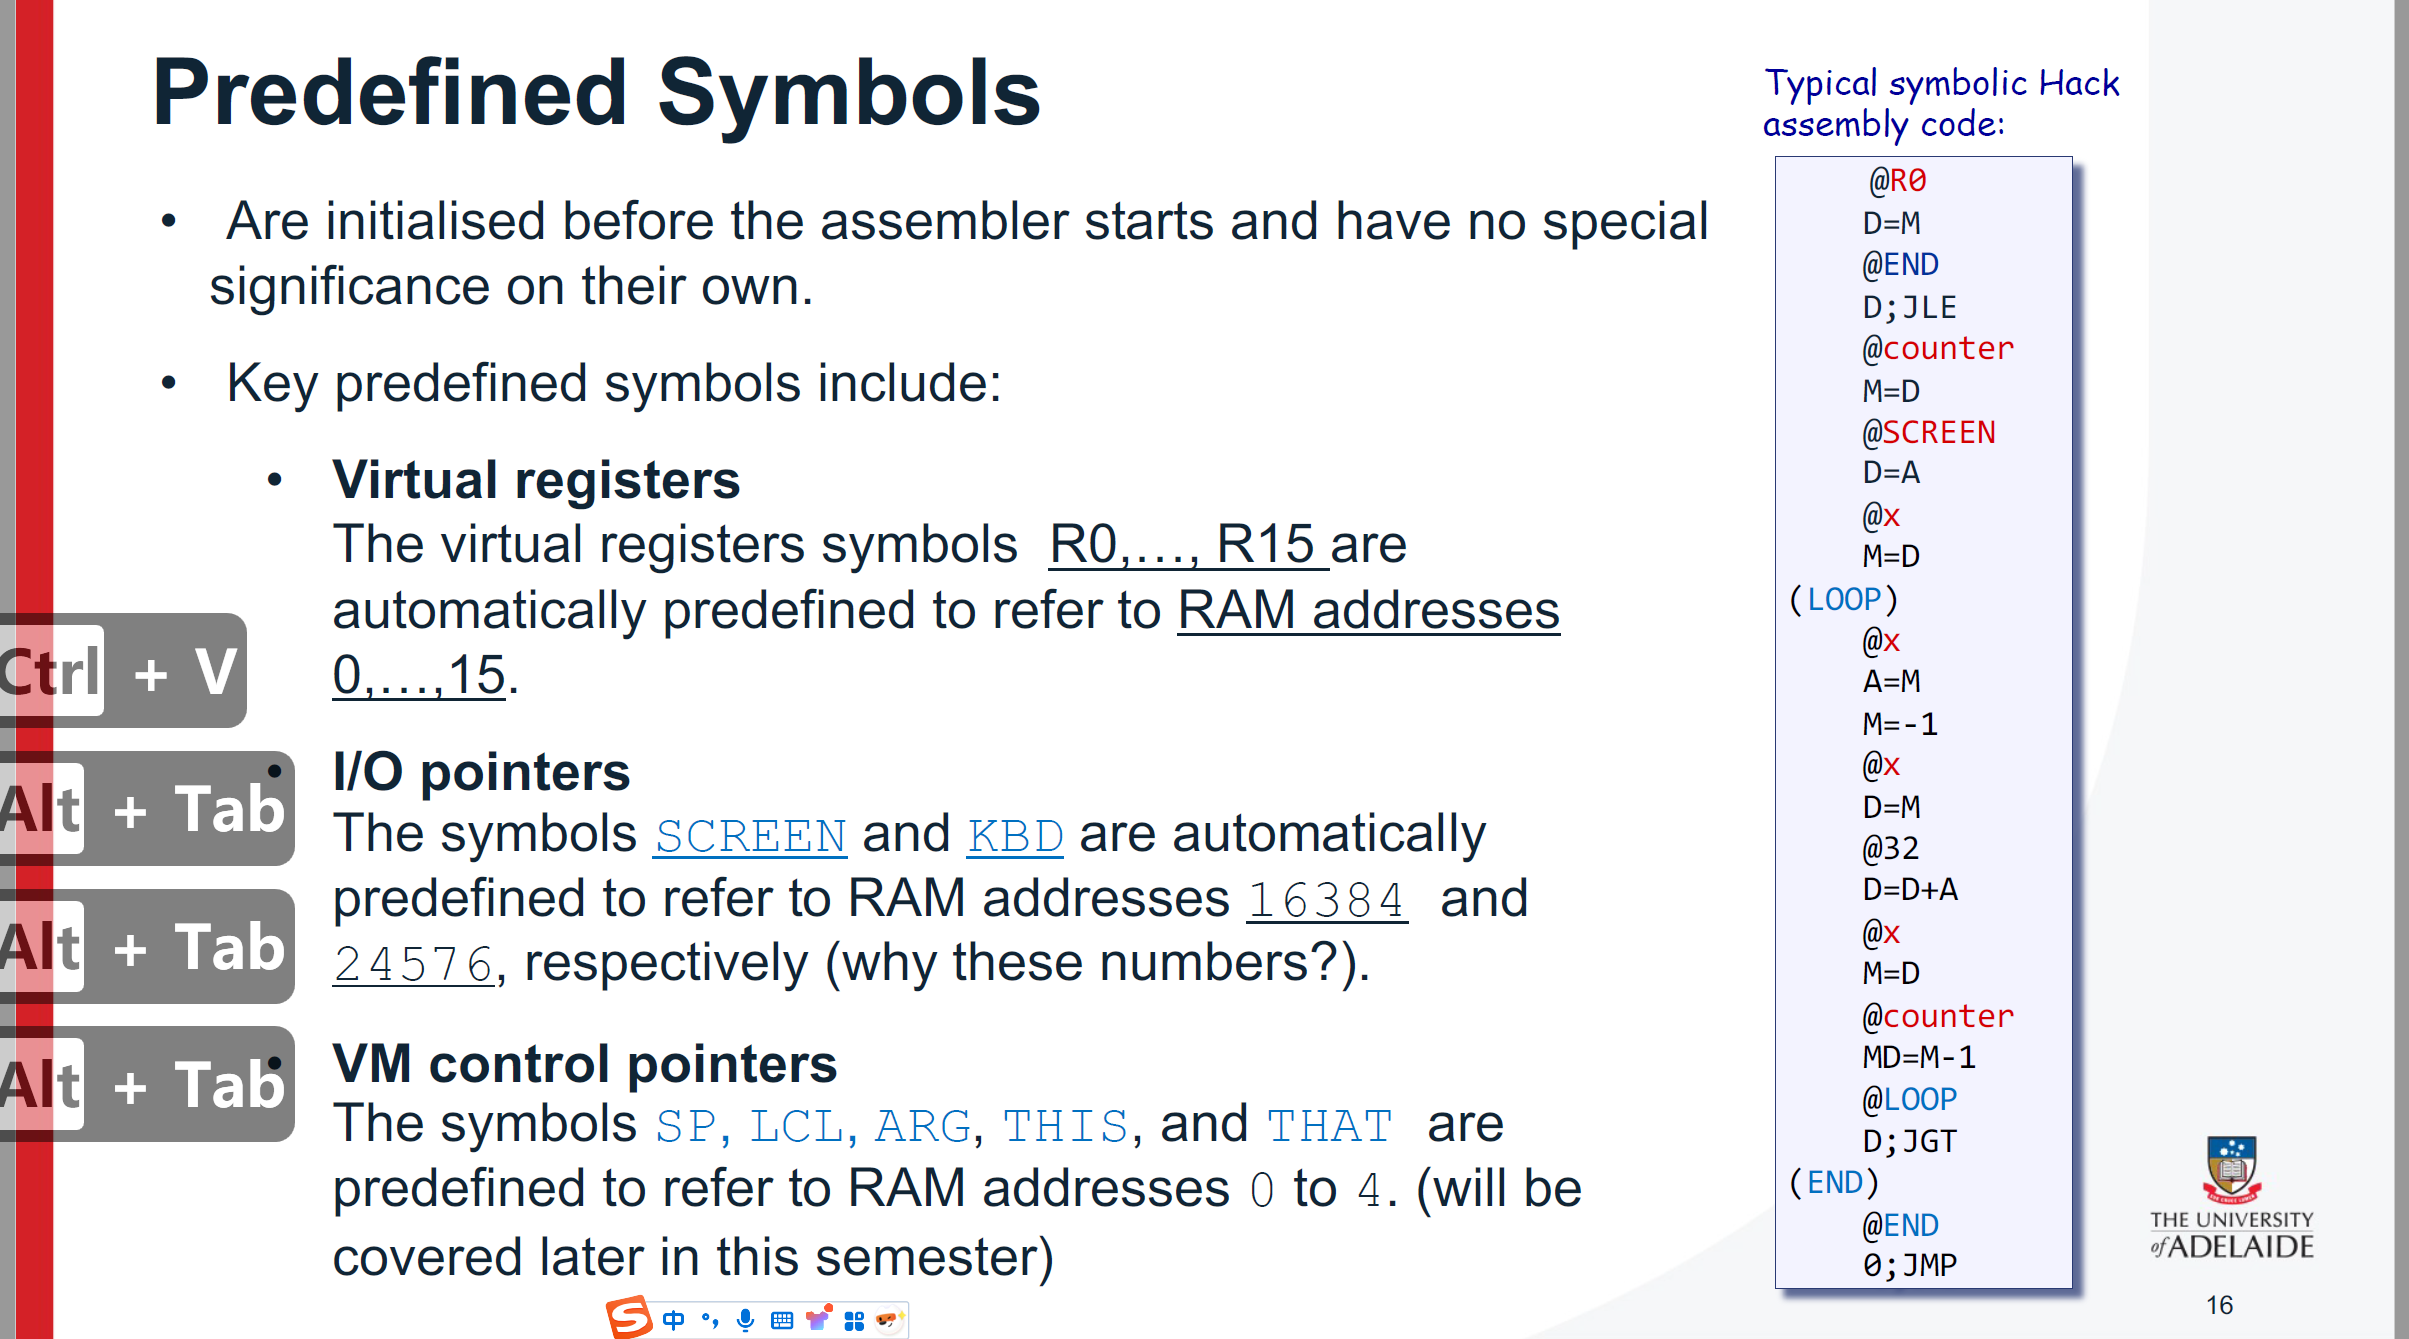 Predefined Symbols
• Are initialised before the assembler starts and have no special
significance on their own.
• Key predefined symbols include:
• Virtual registers
The virtual registers symbols R0,…, R15 are
automatically predefined to refer to RAM addresses
0,…,15.
• I/O pointers
The symbols SCREEN and KBD are automatically
predefined to refer to RAM addresses 16384 and
24576, respectively (why these numbers?).
• VM control pointers
The symbols SP, LCL, ARG, THIS, and THAT are
predefined to refer to RAM addresses 0 to 4. (will be
covered later in this semester)
Typical symbolic Hack
assembly code:
@R0
D=M
@END
D;JLE
@counter
M=D
@SCREEN
D=A
@x
M=D
(LOOP)
@x
A=M
M=-1
@x
D=M
@32
D=D+A
@x
M=D
@counter
MD=M-1
@LOOP
D;JGT
(END)
@END
0;JMP
Ctrl + V
Alt + Tab
Alt + Tab
Alt + Tab
S 中
THE UNIVERSITY
of ADELAIDE
16